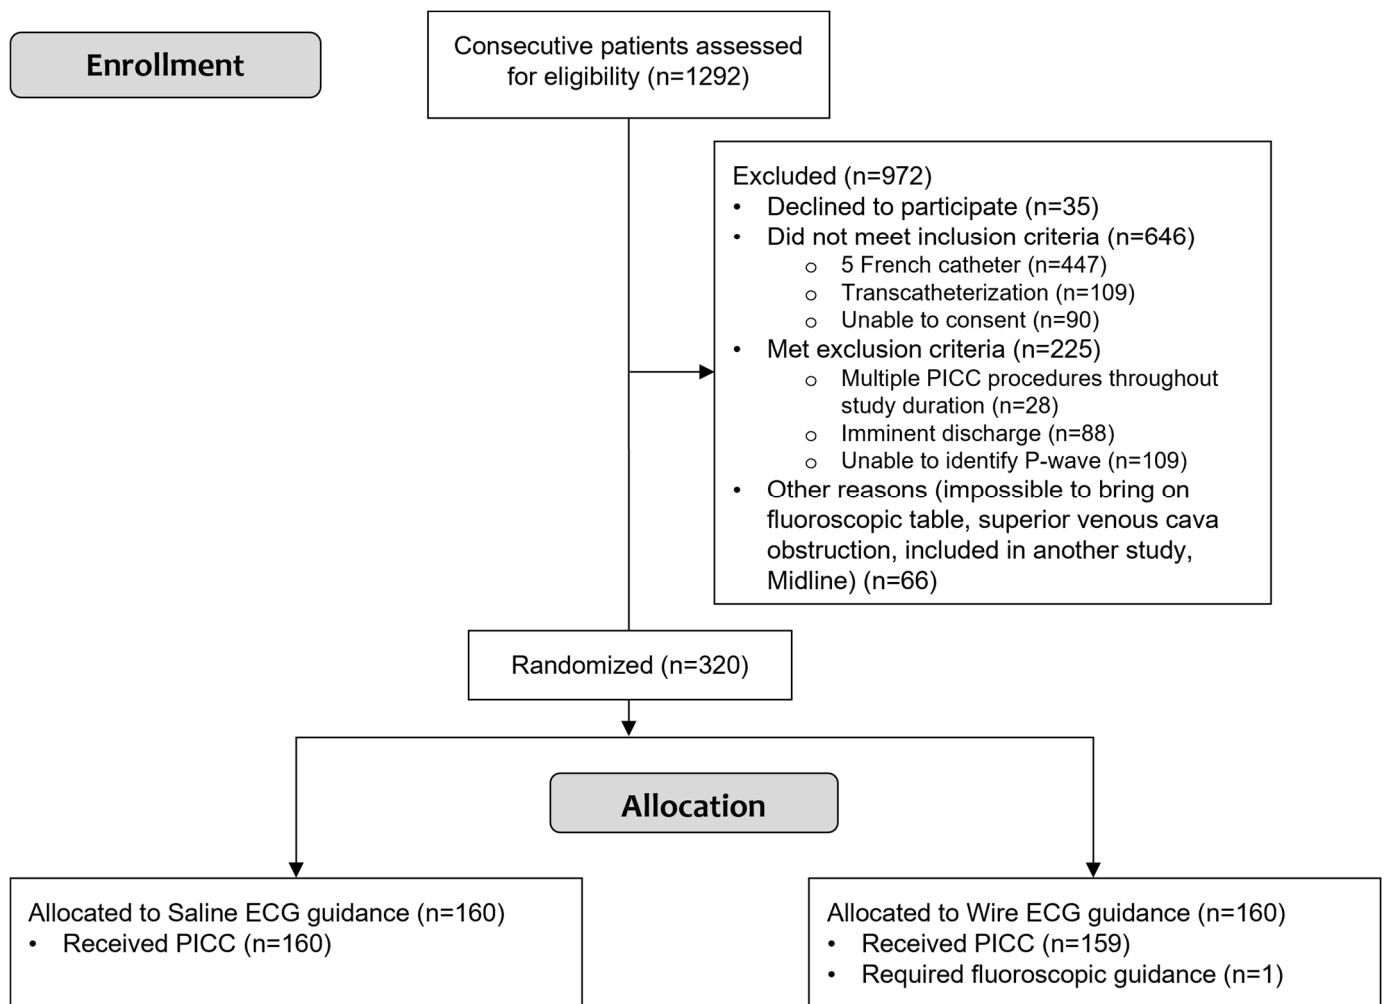 Enrollment
Consecutive patients assessed
for eligibility (n=1292)
Excluded (n=972)
• Declined to participate (n=35)
• Did not meet inclusion criteria (n=646)
o 5 French catheter (n=447)
o Transcatheterization (n=109)
o Unable to consent (n=90)
• Met exclusion criteria (n=225)
o Multiple PICC procedures throughout
study duration (n=28)
o Imminent discharge (n=88)
o Unable to identify P-wave (n=109)
• Other reasons (impossible to bring on
fluoroscopic table, superior venous cava
obstruction, included in another study,
Midline) (n=66)
Randomized (n=320)
Allocation
Allocated to Saline ECG guidance (n=160)
• Received PICC (n=160)
Allocated to Wire ECG guidance (n=160)
• Received PICC (n=159)
• Required fluoroscopic guidance (n=1)